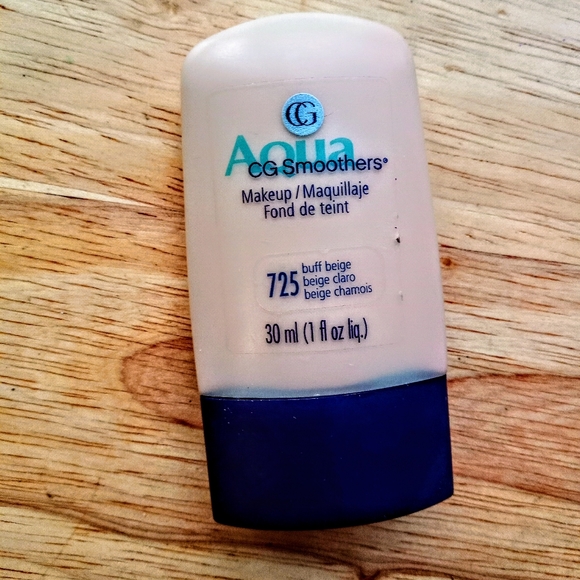 CG
Aqua
CG Smoothers®
Makeup / Maquillaje
Fond de teint
725
buff beige
beige claro
beige chamois
30 ml (1 fl oz liq.)